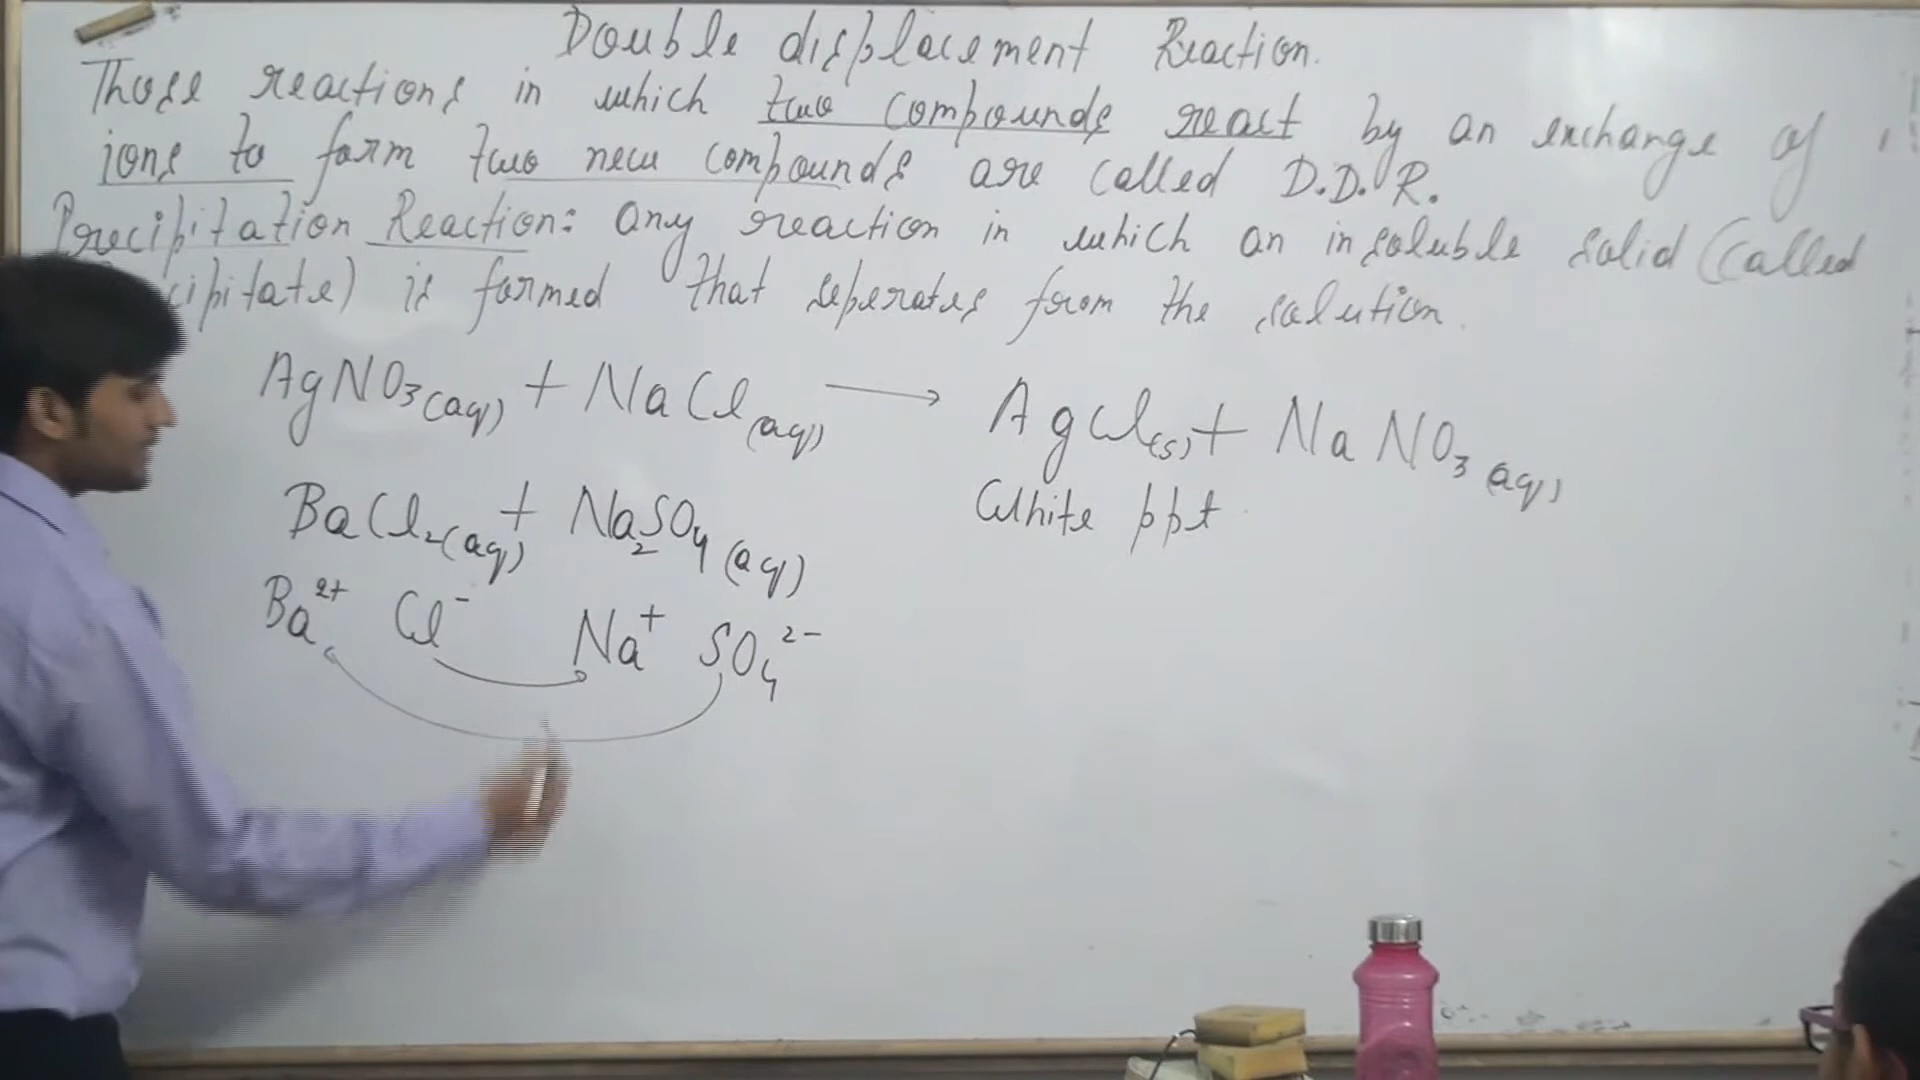 Double displacement Reaction.
Those reactions in which two compounds react by an exchange of
ions to form two new compounds are called D.D.R.
Precipitation Reaction: any reaction in which an insoluble solid (called
cipitate) is formed that seperates from the solution.
AgNO₃(aq) + NaCl(aq) → AgCl(s) + NaNO₃(aq)
White ppt
BaCl₂(aq) + Na₂SO₄(aq)
Ba²⁺ Cl⁻ Na⁺ SO₄²⁻